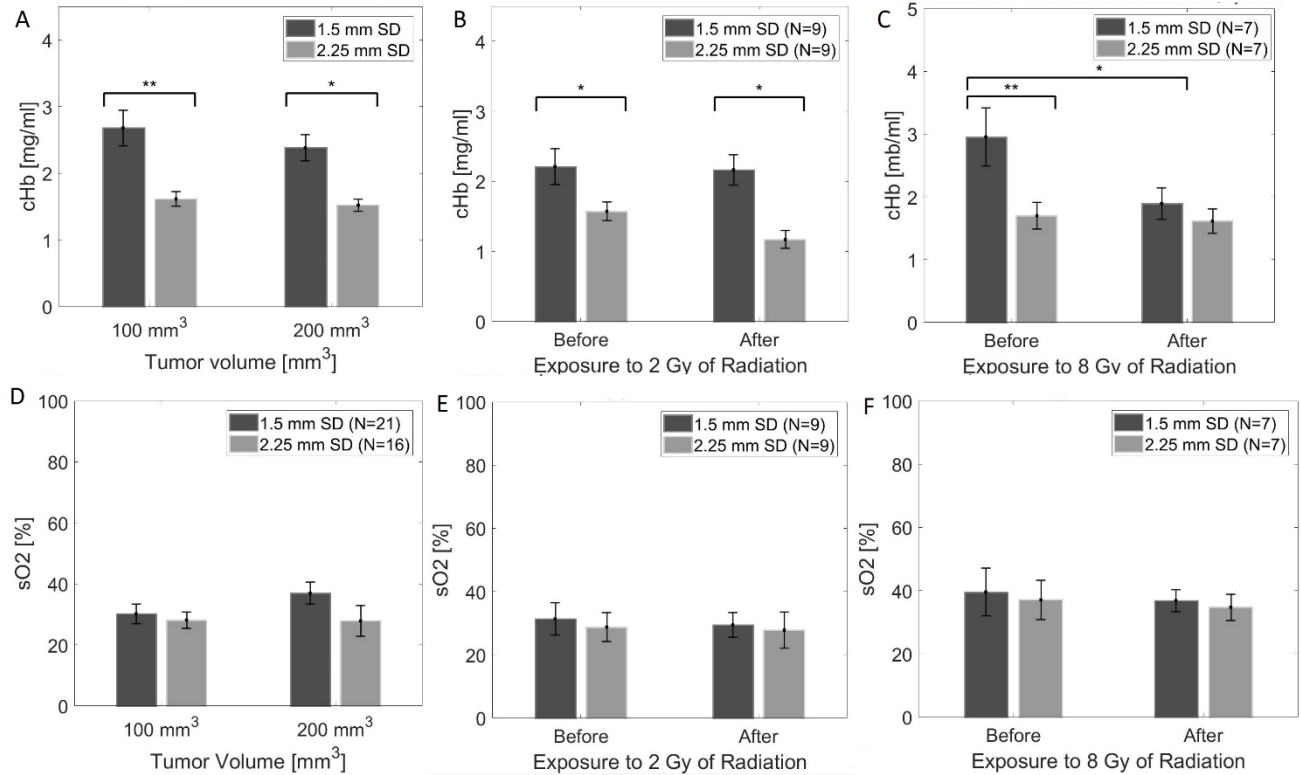 A
1.5 mm SD
2.25 mm SD
**
*
cHb [mg/ml]
4
3
2
1
0
100 mm³
200 mm³
Tumor volume [mm³]
B
1.5 mm SD (N=9)
2.25 mm SD (N=9)
*
*
cHb [mg/ml]
4
3
2
1
0
Before
After
Exposure to 2 Gy of Radiation
C
1.5 mm SD (N=7)
2.25 mm SD (N=7)
*
**
cHb [mb/ml]
5
4
3
2
1
0
Before
After
Exposure to 8 Gy of Radiation
D
1.5 mm SD (N=21)
2.25 mm SD (N=16)
sO2 [%]
100
80
60
40
20
0
100 mm³
200 mm³
Tumor Volume [mm³]
E
1.5 mm SD (N=9)
2.25 mm SD (N=9)
sO2 [%]
100
80
60
40
20
0
Before
After
Exposure to 2 Gy of Radiation
F
1.5 mm SD (N=7)
2.25 mm SD (N=7)
sO2 [%]
100
80
60
40
20
0
Before
After
Exposure to 8 Gy of Radiation